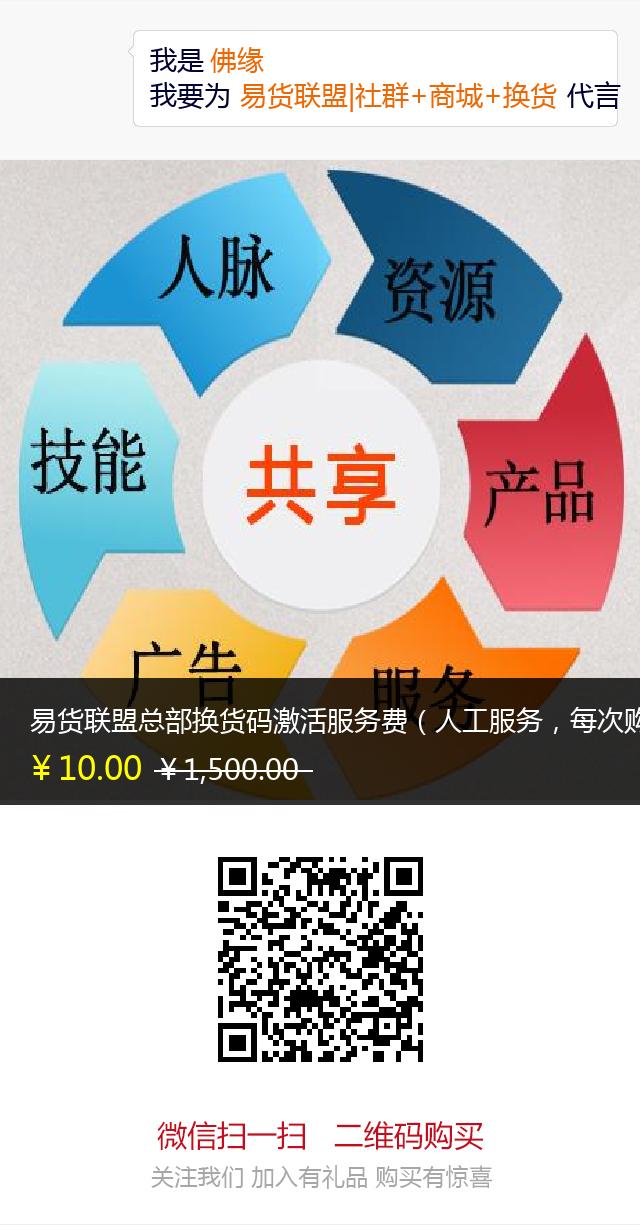 我是 佛缘
我要为 易货联盟|社群+商城+换货 代言
人脉
资源
技能
共享
产品
广告
服务
易货联盟总部换货码激活服务费（人工服务，每次购
￥10.00 ￥1,500.00
微信扫一扫 二维码购买
关注我们 加入有礼品 购买有惊喜